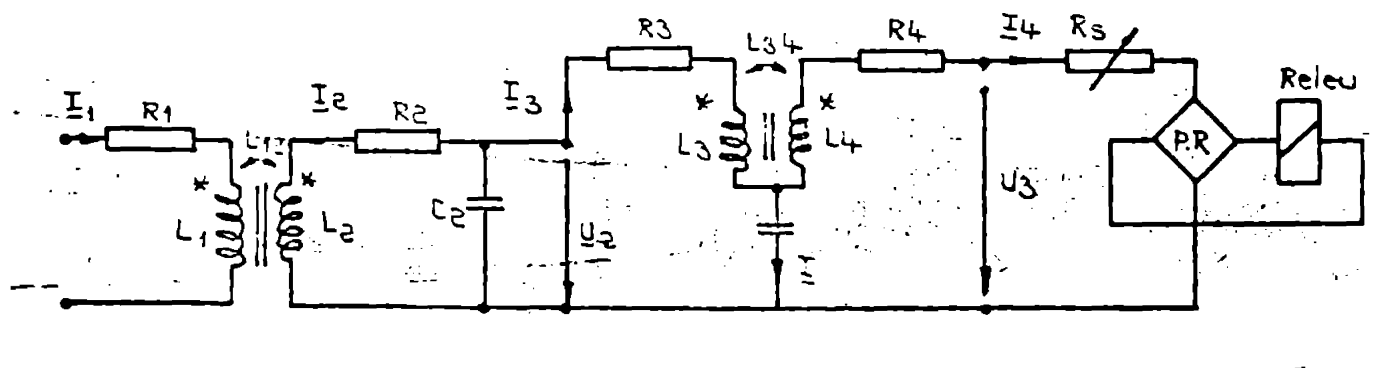 I1
R1
L12
*
*
L1
L2
I2
R2
C2
I3
U2
R3
L34
*
*
L3
L4
I
R4
I4
Rs
U3
P.R
Releu